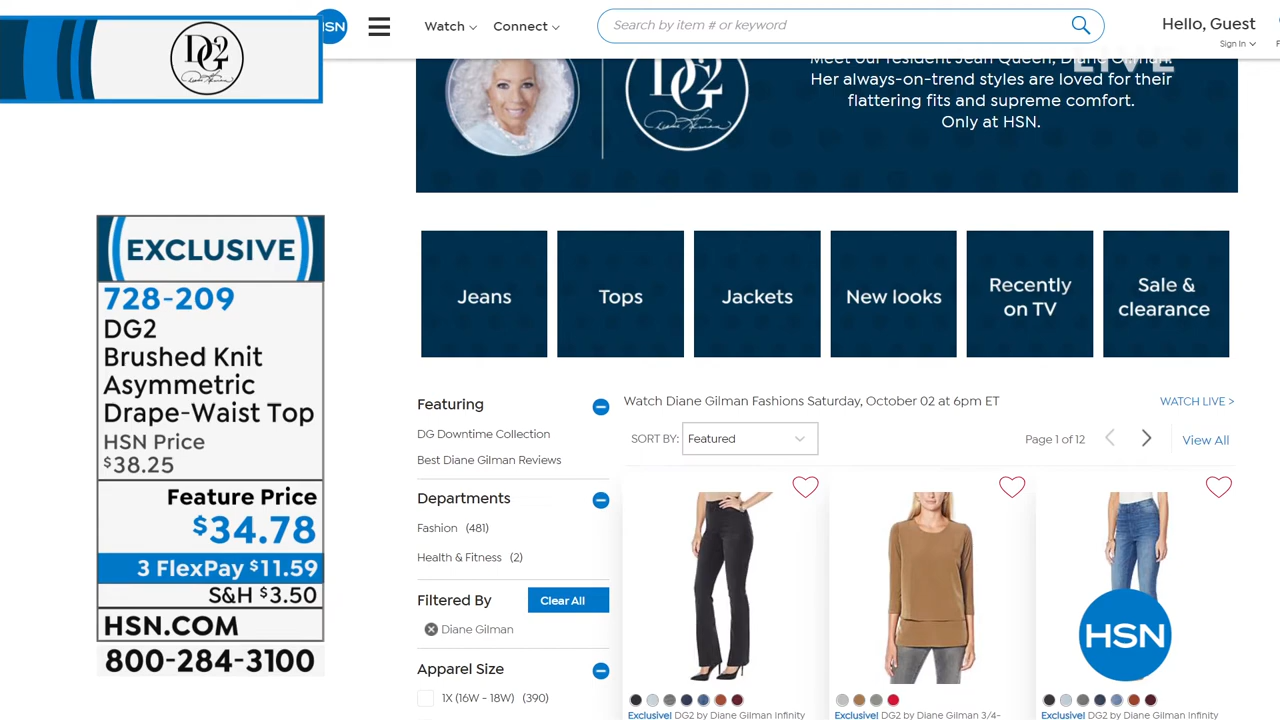 DG2
HSN
Watch
Connect
Search by item # or keyword
Hello, Guest
Sign In
LIVE
Meet our resident Jean Queen, Diane Gilman.
Her always-on-trend styles are loved for their
flattering fits and supreme comfort.
Only at HSN.
DG2
Diane Gilman
EXCLUSIVE
728-209
DG2
Brushed Knit
Asymmetric
Drape-Waist Top
HSN Price
$38.25
Feature Price
$34.78
3 FlexPay $11.59
S&H $3.50
HSN.COM
800-284-3100
Jeans
Tops
Jackets
New looks
Recently
on TV
Sale &
clearance
Featuring
DG Downtime Collection
Best Diane Gilman Reviews
Departments
Fashion (481)
Health & Fitness (2)
Filtered By
Clear All
Diane Gilman
Apparel Size
1X (16W - 18W) (390)
Watch Diane Gilman Fashions Saturday, October 02 at 6pm ET
WATCH LIVE >
SORT BY: Featured
Page 1 of 12
View All
HSN
Exclusive! DG2 by Diane Gilman Infinity
Exclusive! DG2 by Diane Gilman 3/4-
Exclusive! DG2 by Diane Gilman Infinity